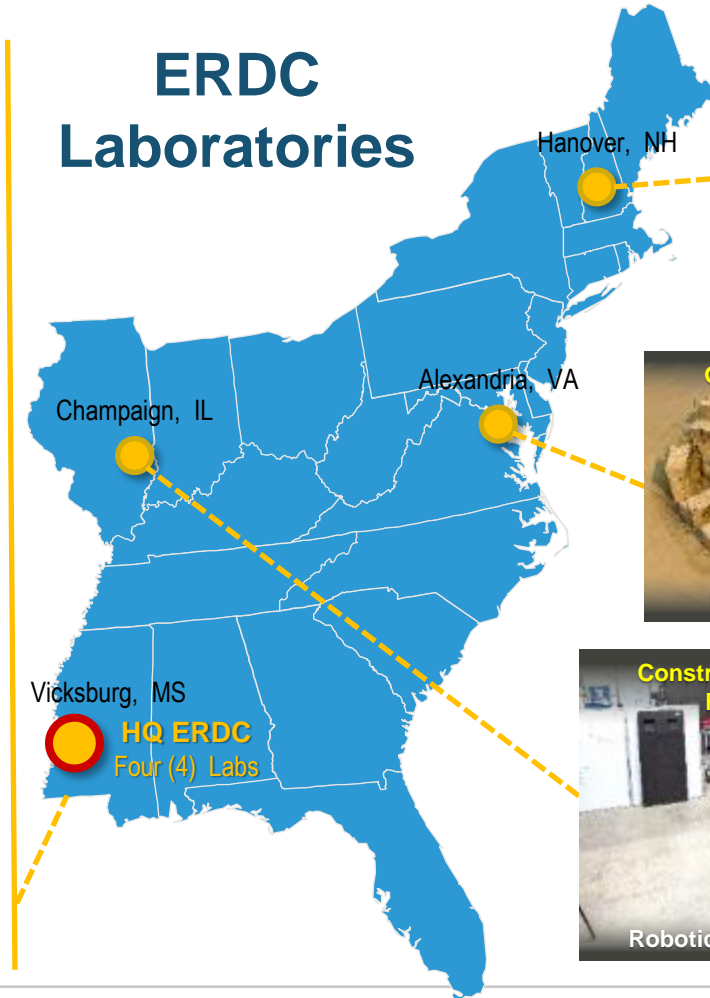 ERDC
Laboratories
Hanover, NH
Alexandria, VA
Champaign, IL
Vicksburg, MS
HQ ERDC
Four (4) Labs